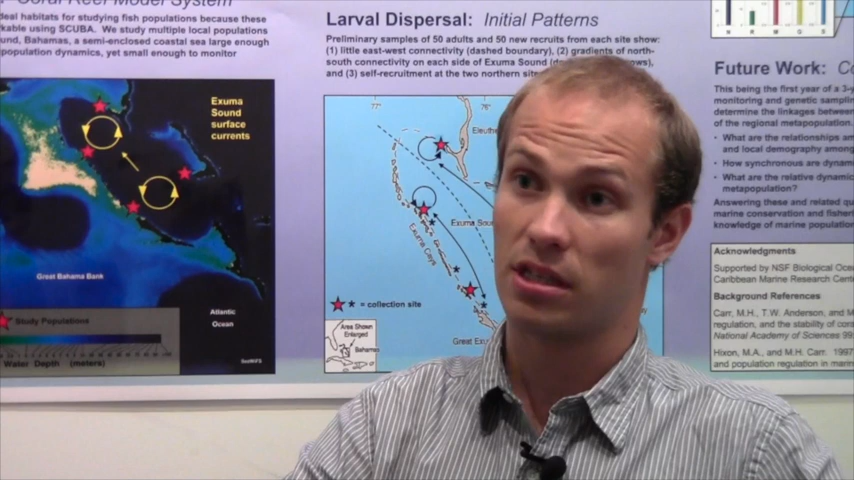 Coral Reef Model System
deal habitats for studying fish populations because these
kable using SCUBA. We study multiple local populations
und, Bahamas, a semi-enclosed coastal sea large enough
population dynamics, yet small enough to monitor
Exuma
Sound
surface
currents
Great Bahama Bank
Atlantic
Ocean
Study Populations
Water Depth (meters)
SeaWiFS
Larval Dispersal: Initial Patterns
Preliminary samples of 50 adults and 50 new recruits from each site show:
(1) little east-west connectivity (dashed boundary), (2) gradients of north-
south connectivity on each side of Exuma Sound
and (3) self-recruitment at the two northern
77°
76°
Eleuthe
Exuma Sou
Exuma Cays
= collection site
Great Exu
Area Shown
Enlarged
Bahamas
N M R Y G S
Future Work: Co
This being the first year of a 3-y
monitoring and genetic samplin
determine the linkages between
of the regional metapopulation.
• What are the relationships am
and local demography among
• How synchronous are dynam
• What are the relative dynamic
metapopulation?
Answering these and related qu
marine conservation and fisheri
knowledge of marine population
Acknowledgments
Supported by NSF Biological Ocea
Caribbean Marine Research Cente
Background References
Carr, M.H., T.W. Anderson, and M
regulation, and the stability of cora
National Academy of Sciences 99:
Hixon, M.A., and M.H. Carr. 1997
and population regulation in marin